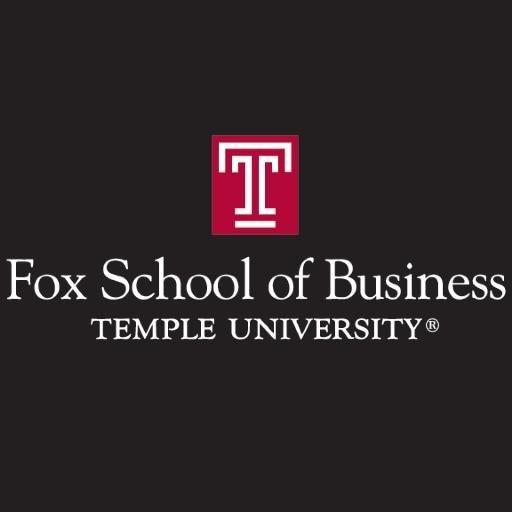 T
Fox School of Business
TEMPLE UNIVERSITY®